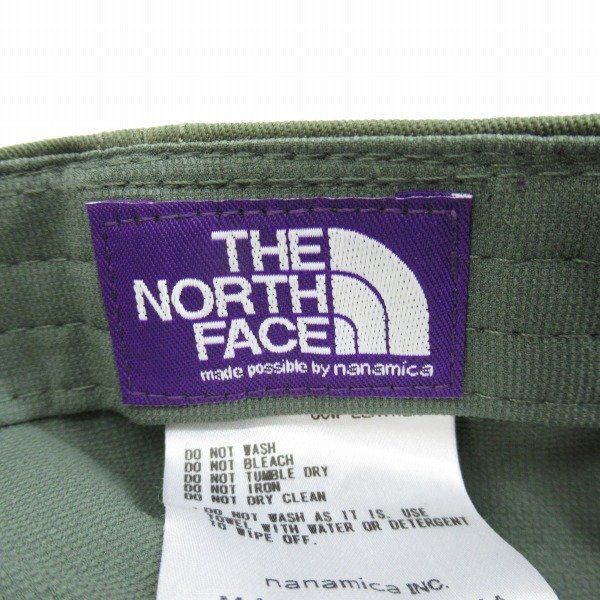 THE
NORTH
FACE
made possible by nanamica
DO NOT WASH
DO NOT BLEACH
DO NOT TUMBLE DRY
DO NOT IRON
DO NOT DRY CLEAN
DO NOT WASH AS IT IS. USE
TOWEL WITH WATER OR DETERGENT
TO WIPE OFF.
nanamica INC.